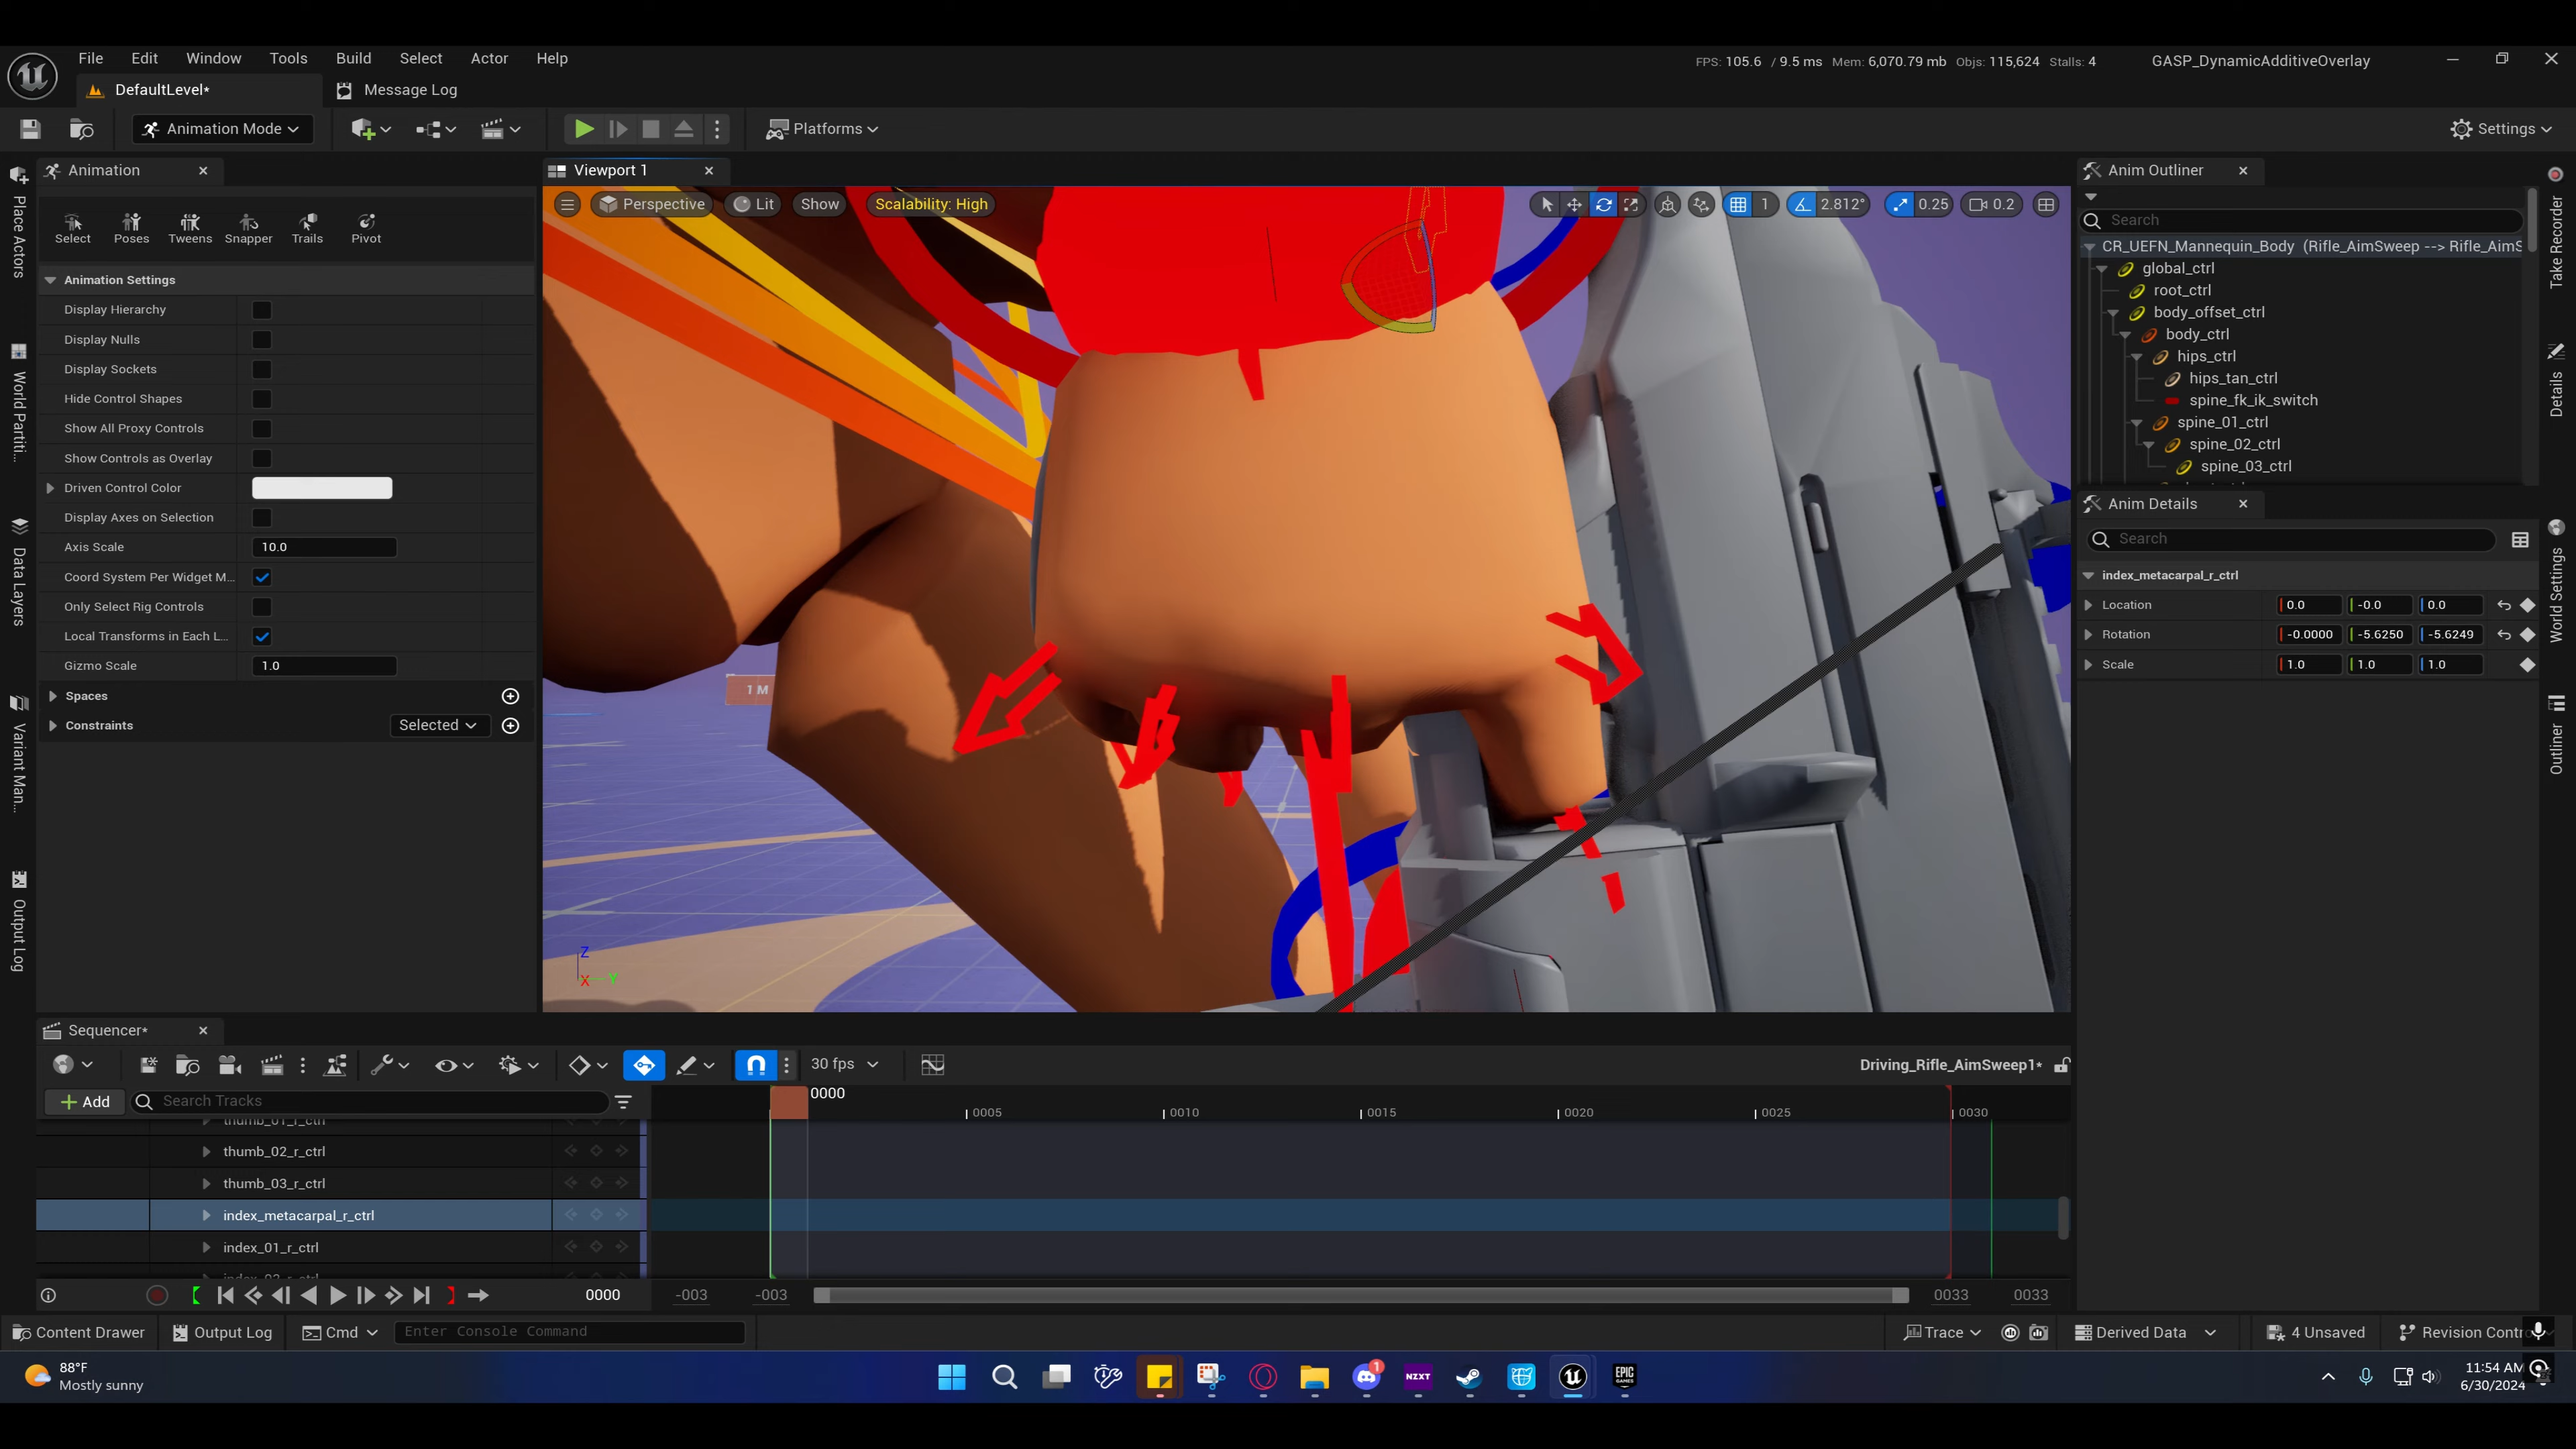 File Edit Window Tools Build Select Actor Help
FPS: 105.6 / 9.5 ms Mem: 6,070.79 mb Objs: 115,624 Stalls: 4
GASP_DynamicAdditiveOverlay
DefaultLevel*
Message Log
Animation Mode
Platforms
Settings
Place Actors
World Partiti...
Data Layers
Variant Man...
Output Log
Animation
Select Poses Tweens Snapper Trails Pivot
Animation Settings
Display Hierarchy
Display Nulls
Display Sockets
Hide Control Shapes
Show All Proxy Controls
Show Controls as Overlay
Driven Control Color
Display Axes on Selection
Axis Scale 10.0
Coord System Per Widget M...
Only Select Rig Controls
Local Transforms in Each L...
Gizmo Scale 1.0
Spaces
Constraints Selected
Viewport 1
Perspective Lit Show Scalability: High
1 2.812° 0.25 0.2
1 M
Z
X Y
Anim Outliner
Search
CR_UEFN_Mannequin_Body (Rifle_AimSweep --> Rifle_AimS
global_ctrl
root_ctrl
body_offset_ctrl
body_ctrl
hips_ctrl
hips_tan_ctrl
spine_fk_ik_switch
spine_01_ctrl
spine_02_ctrl
spine_03_ctrl
Anim Details
Search
index_metacarpal_r_ctrl
Location 0.0 -0.0 0.0
Rotation -0.0000 -5.6250 -5.6249
Scale 1.0 1.0 1.0
Take Recorder
Details
World Settings
Outliner
Sequencer*
30 fps
Driving_Rifle_AimSweep1*
Add
Search Tracks
0000
0005 0010 0015 0020 0025 0030
thumb_01_r_ctrl
thumb_02_r_ctrl
thumb_03_r_ctrl
index_metacarpal_r_ctrl
index_01_r_ctrl
0000 -003 -003 0033 0033
Content Drawer
Output Log
Cmd
Enter Console Command
Trace
Derived Data
4 Unsaved
Revision Contr
88°F
Mostly sunny
1
NZXT
EPIC GAMES
11:54 AM
6/30/2024